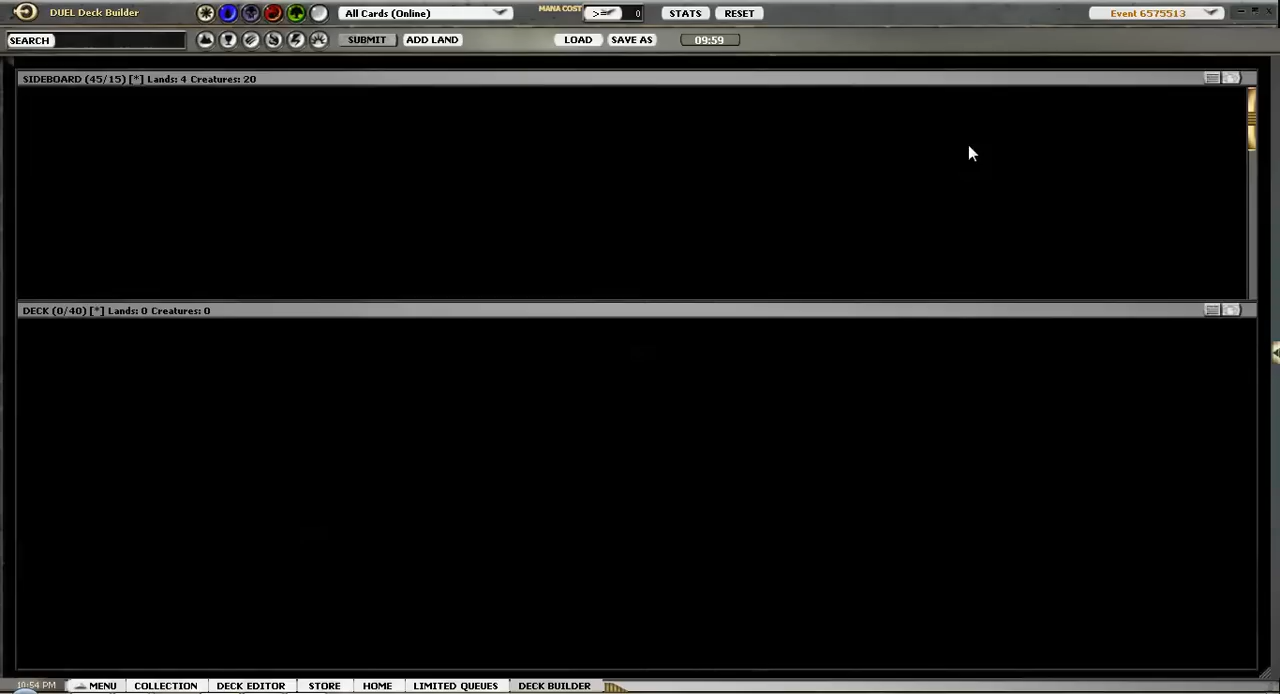 DUEL Deck Builder
All Cards (Online)
MANA COST
>= 0
STATS
RESET
Event 6575513
SEARCH
SUBMIT
ADD LAND
LOAD
SAVE AS
09:59
SIDEBOARD (45/15) [*] Lands: 4 Creatures: 20
DECK (0/40) [*] Lands: 0 Creatures: 0
10:54 PM
MENU
COLLECTION
DECK EDITOR
STORE
HOME
LIMITED QUEUES
DECK BUILDER